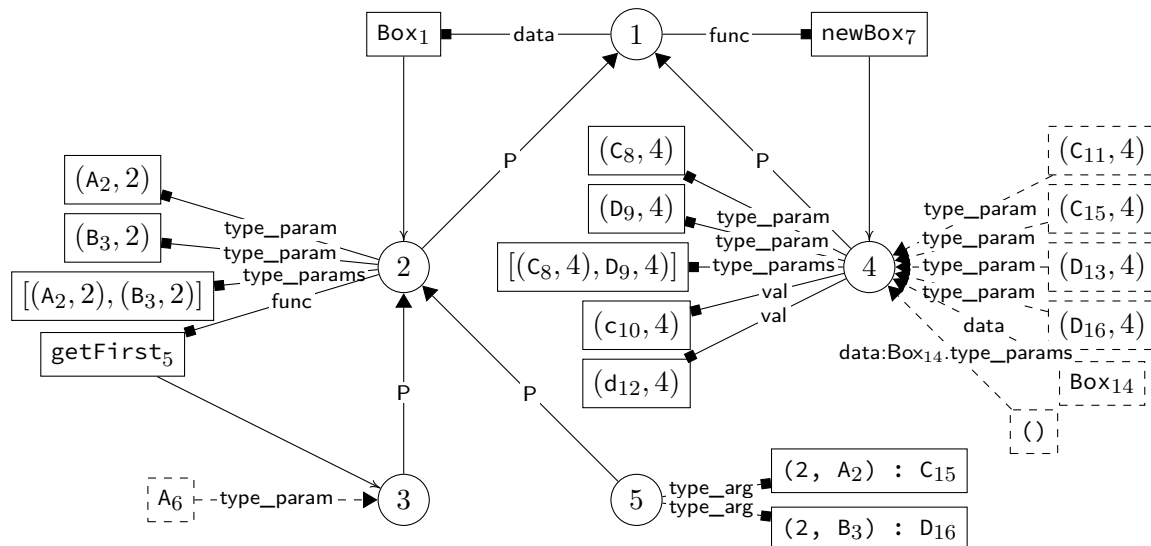 Box1 data 1 func newBox7
(A2, 2)
(B3, 2)
[(A2, 2), (B3, 2)]
getFirst5
type_param
type_param
type_params
func
2
P
P
(C8, 4)
(D9, 4)
[(C8, 4), D9, 4)]
(c10, 4)
(d12, 4)
type_param
type_param
type_params
val
val
4
type_param
type_param
type_param
type_param
data
data:Box14.type_params
(C11, 4)
(C15, 4)
(D13, 4)
(D16, 4)
Box14
()
P
P
A6 type_param 3
5
type_arg
type_arg
(2, A2) : C15
(2, B3) : D16